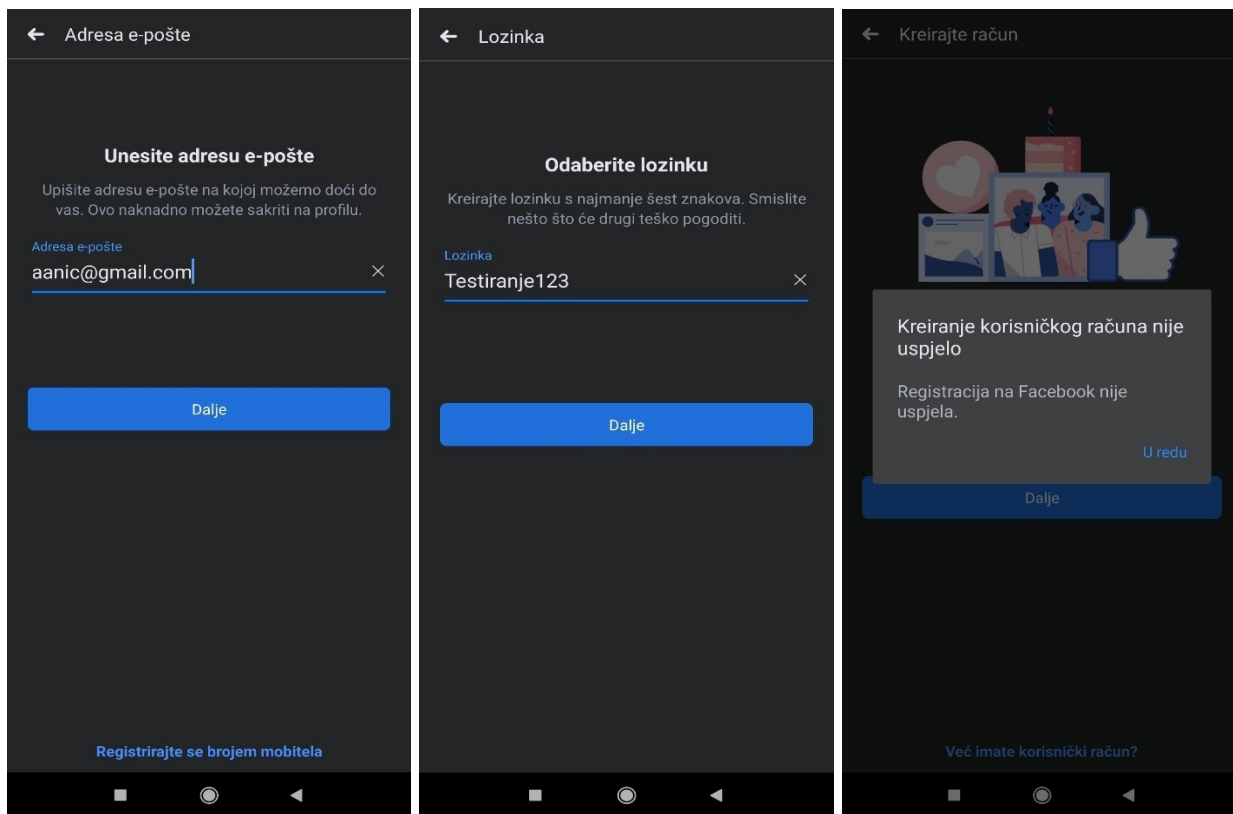 Adresa e-pošte
Unesite adresu e-pošte
Upišite adresu e-pošte na kojoj možemo doći do
vas. Ovo naknadno možete sakriti na profilu.
Adresa e-pošte
aanic@gmail.com
Dalje
Registrirajte se brojem mobitela
Lozinka
Odaberite lozinku
Kreirajte lozinku s najmanje šest znakova. Smislite
nešto što će drugi teško pogoditi.
Lozinka
Testiranje123
Dalje
Kreirajte račun
Kreiranje korisničkog računa nije
uspjelo
Registracija na Facebook nije
uspjela.
U redu
Dalje
Već imate korisnički račun?